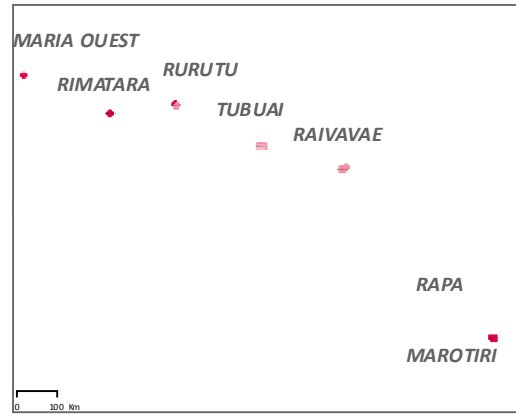 MARIA OUEST
RURUTU
RIMATARA
TUBUAI
RAIVAVAE
RAPA
MAROTIRI
0 100 Km